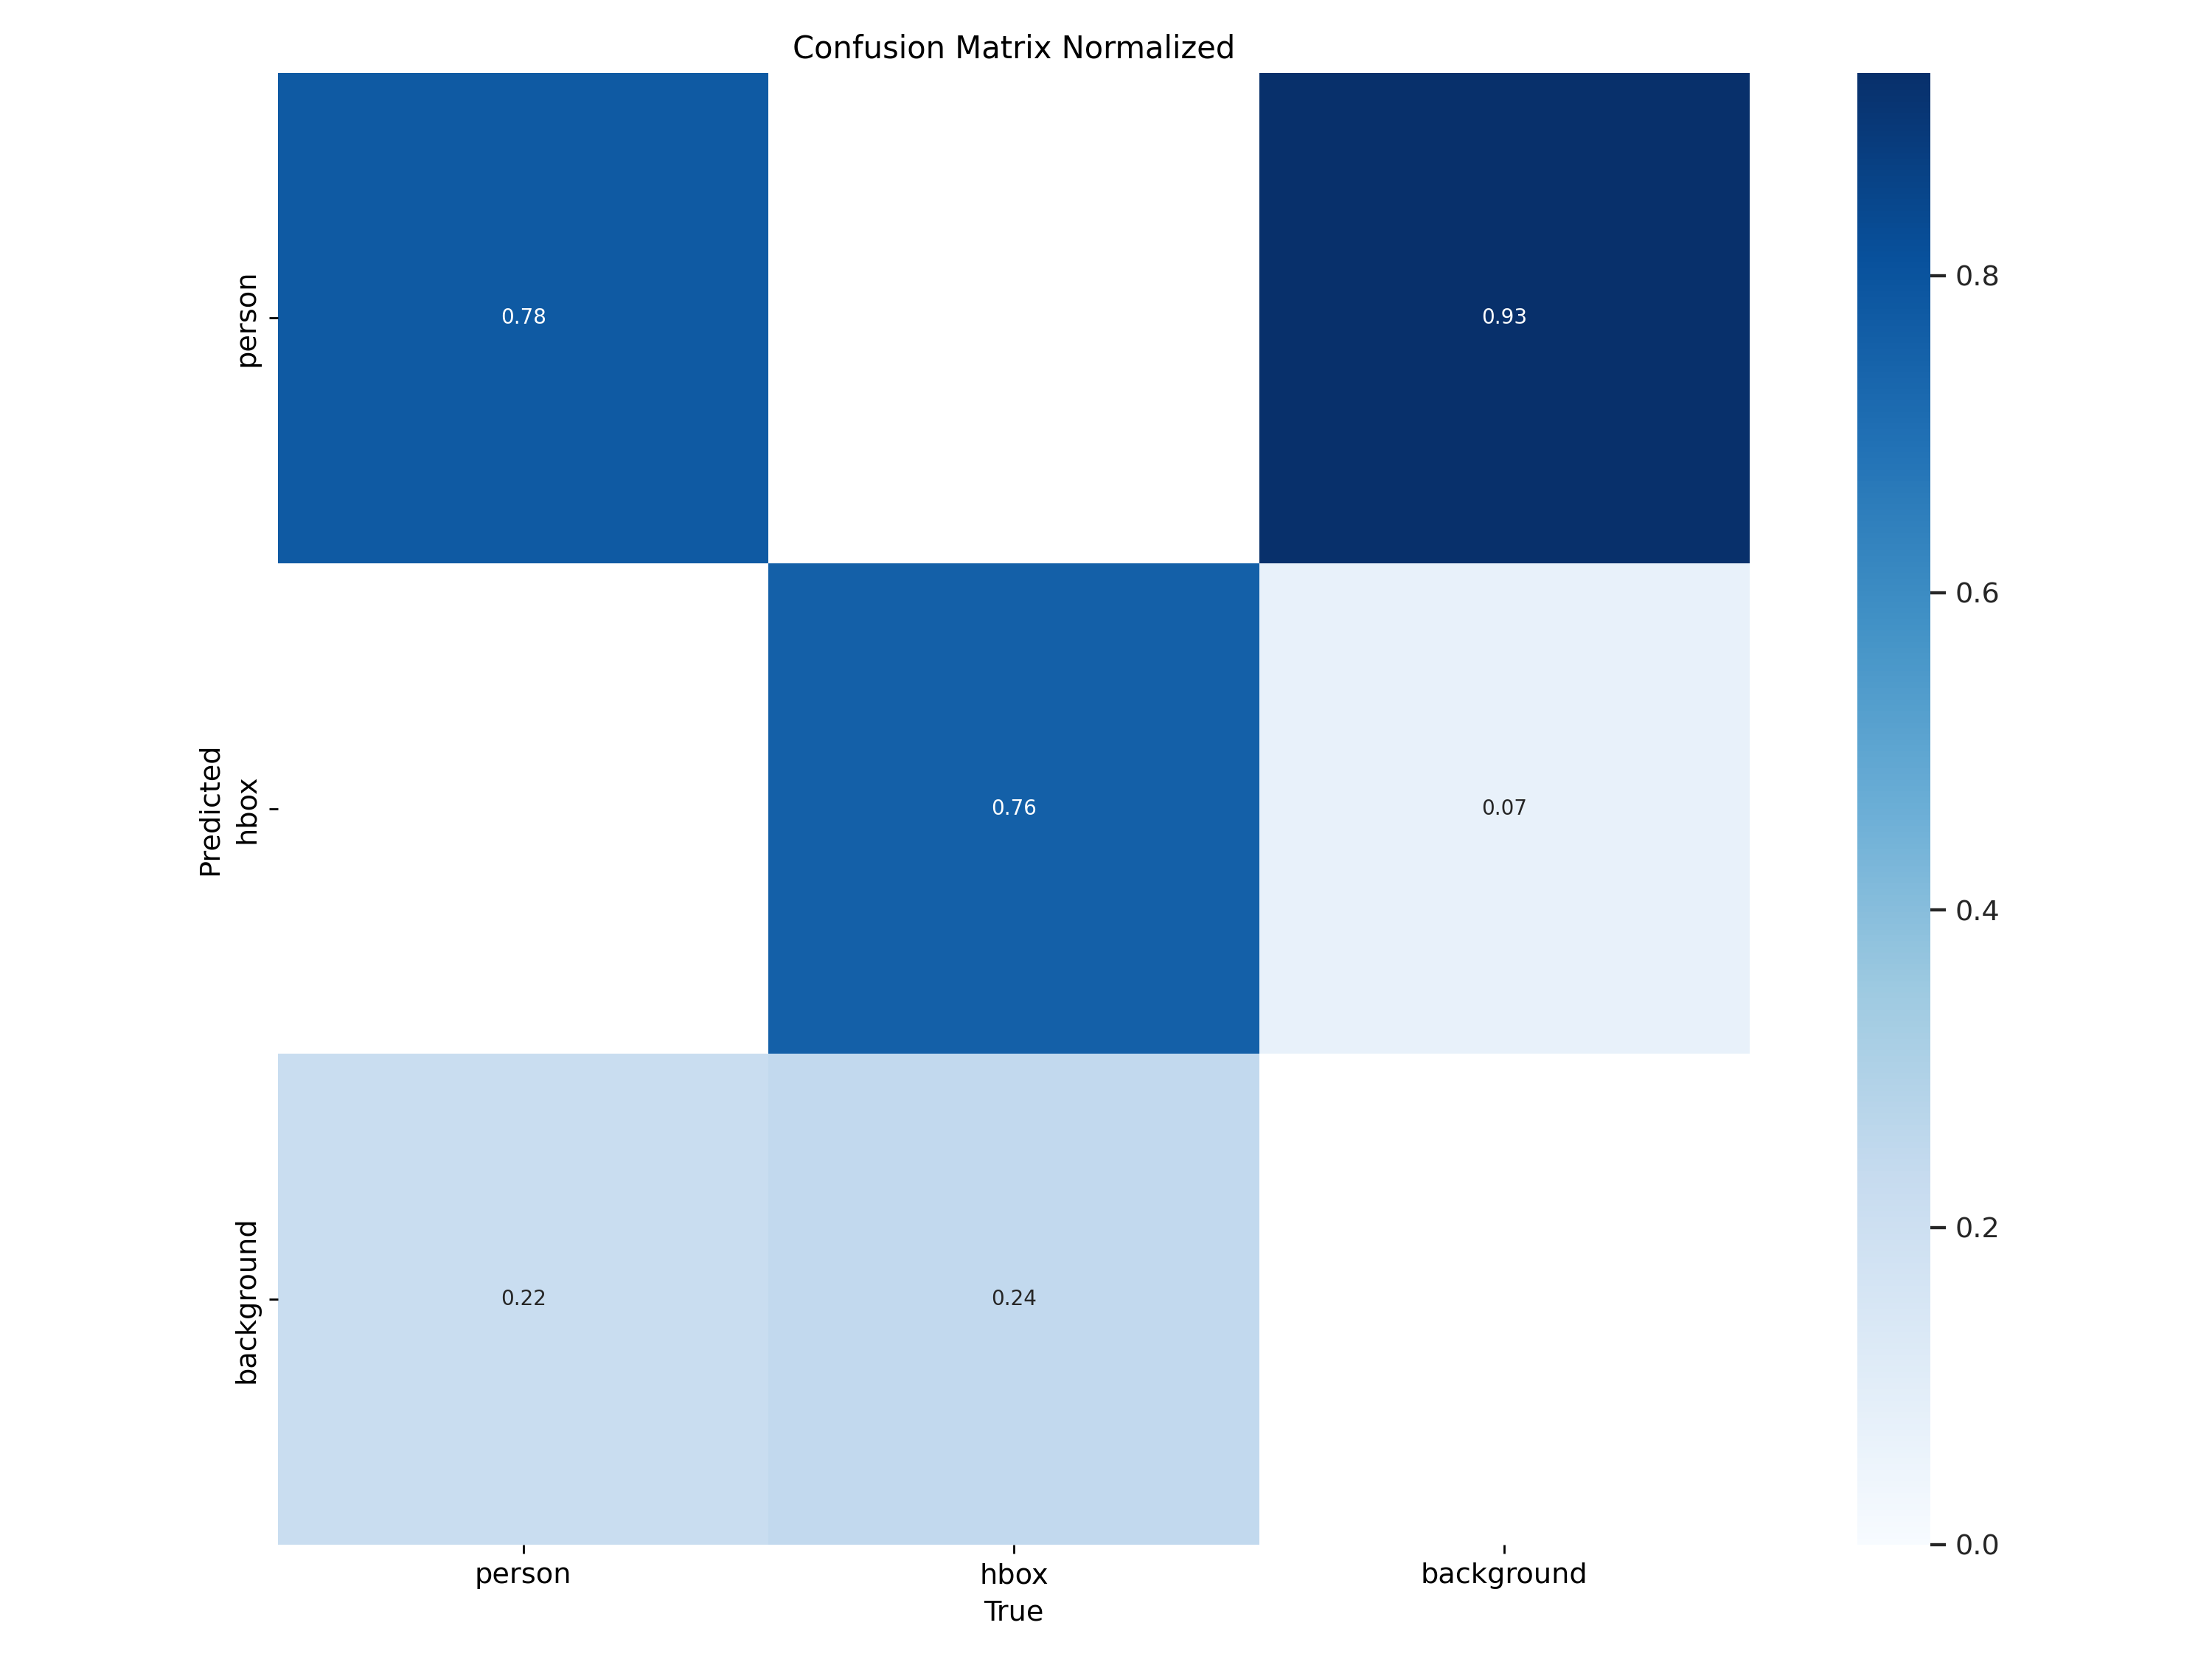 Confusion Matrix Normalized
person
0.78
0.93
0.8
0.6
Predicted
hbox
0.76
0.07
0.4
background
0.22
0.24
0.2
0.0
person
hbox
background
True